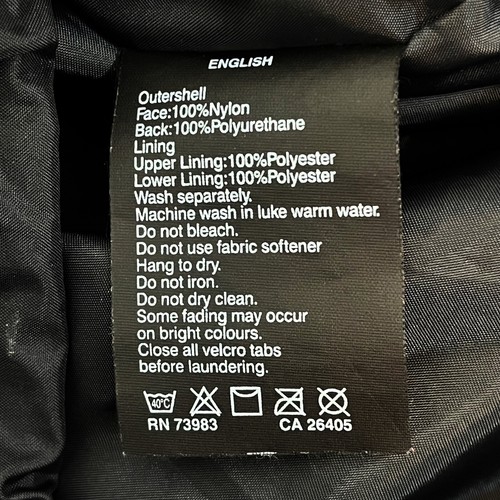 ENGLISH
Outershell
Face:100%Nylon
Back:100%Polyurethane
Lining
Upper Lining:100%Polyester
Lower Lining:100%Polyester
Wash separately.
Machine wash in luke warm water.
Do not bleach.
Do not use fabric softener
Hang to dry.
Do not iron.
Do not dry clean.
Some fading may occur
on bright colours.
Close all velcro tabs
before laundering.
40°C
RN 73983 CA 26405